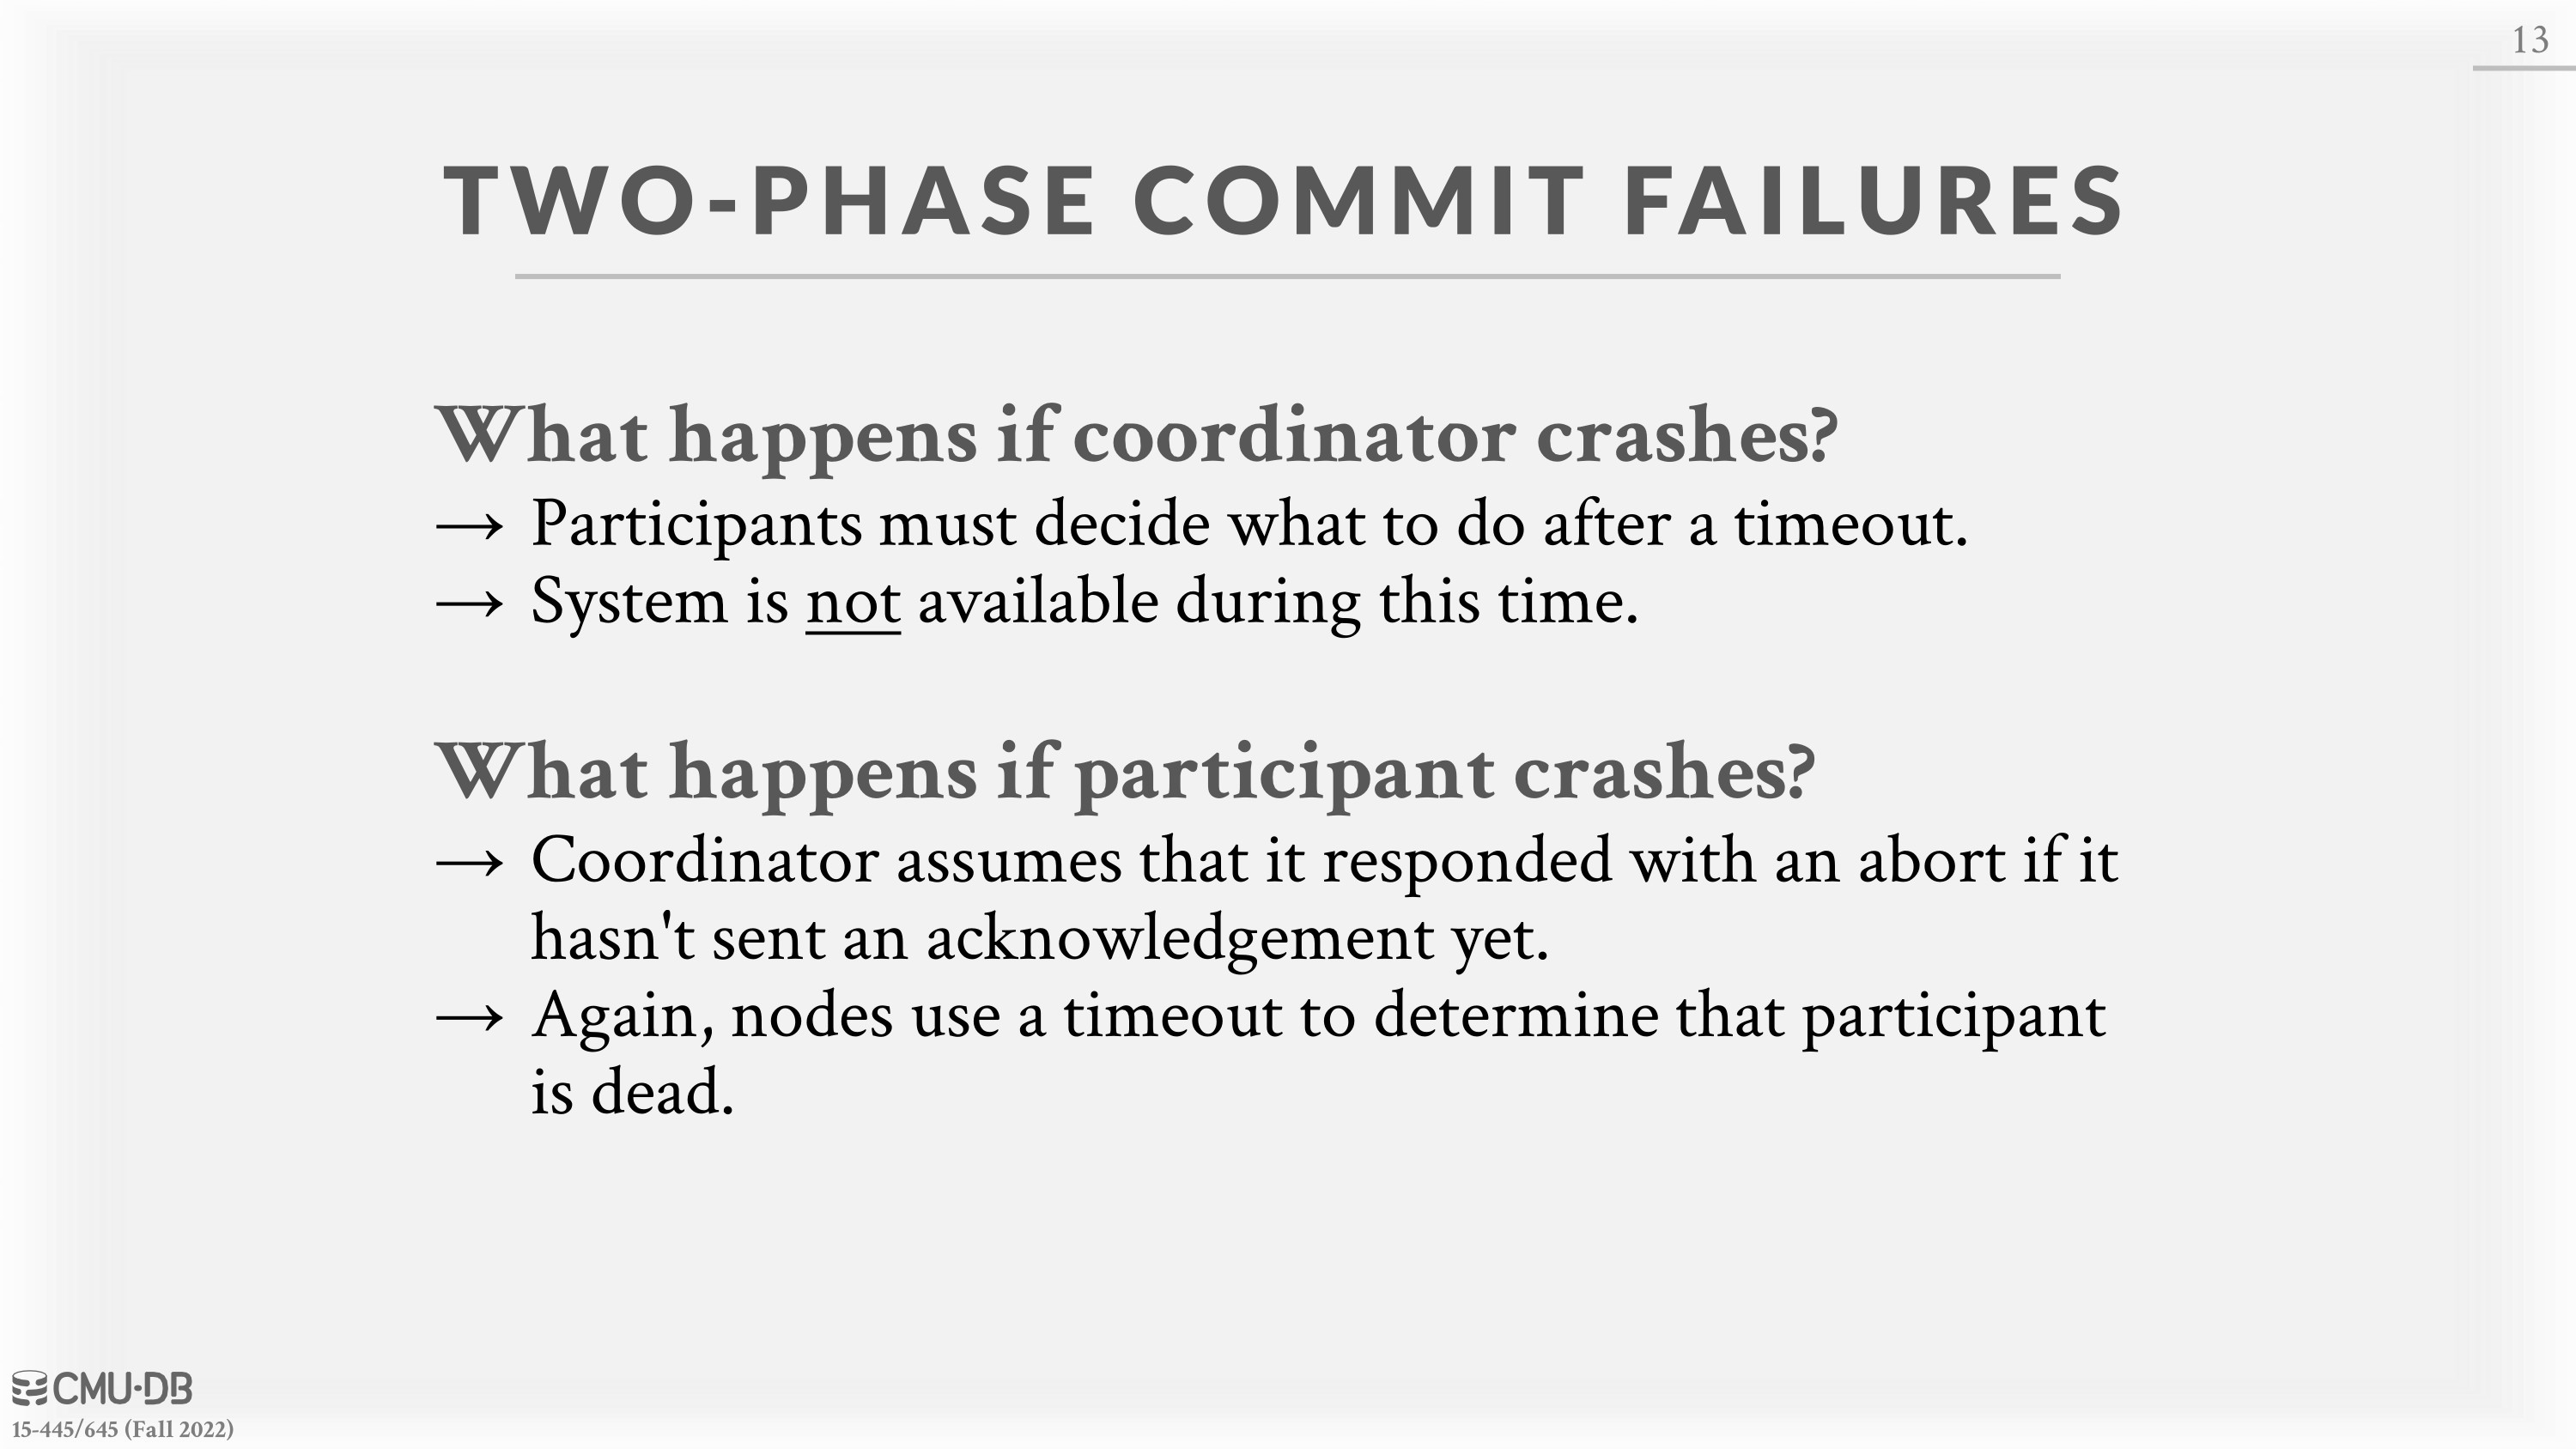 13
TWO-PHASE COMMIT FAILURES
What happens if coordinator crashes?
→ Participants must decide what to do after a timeout.
→ System is not available during this time.
What happens if participant crashes?
→ Coordinator assumes that it responded with an abort if it
hasn't sent an acknowledgement yet.
→ Again, nodes use a timeout to determine that participant
is dead.
CMU·DB
15-445/645 (Fall 2022)